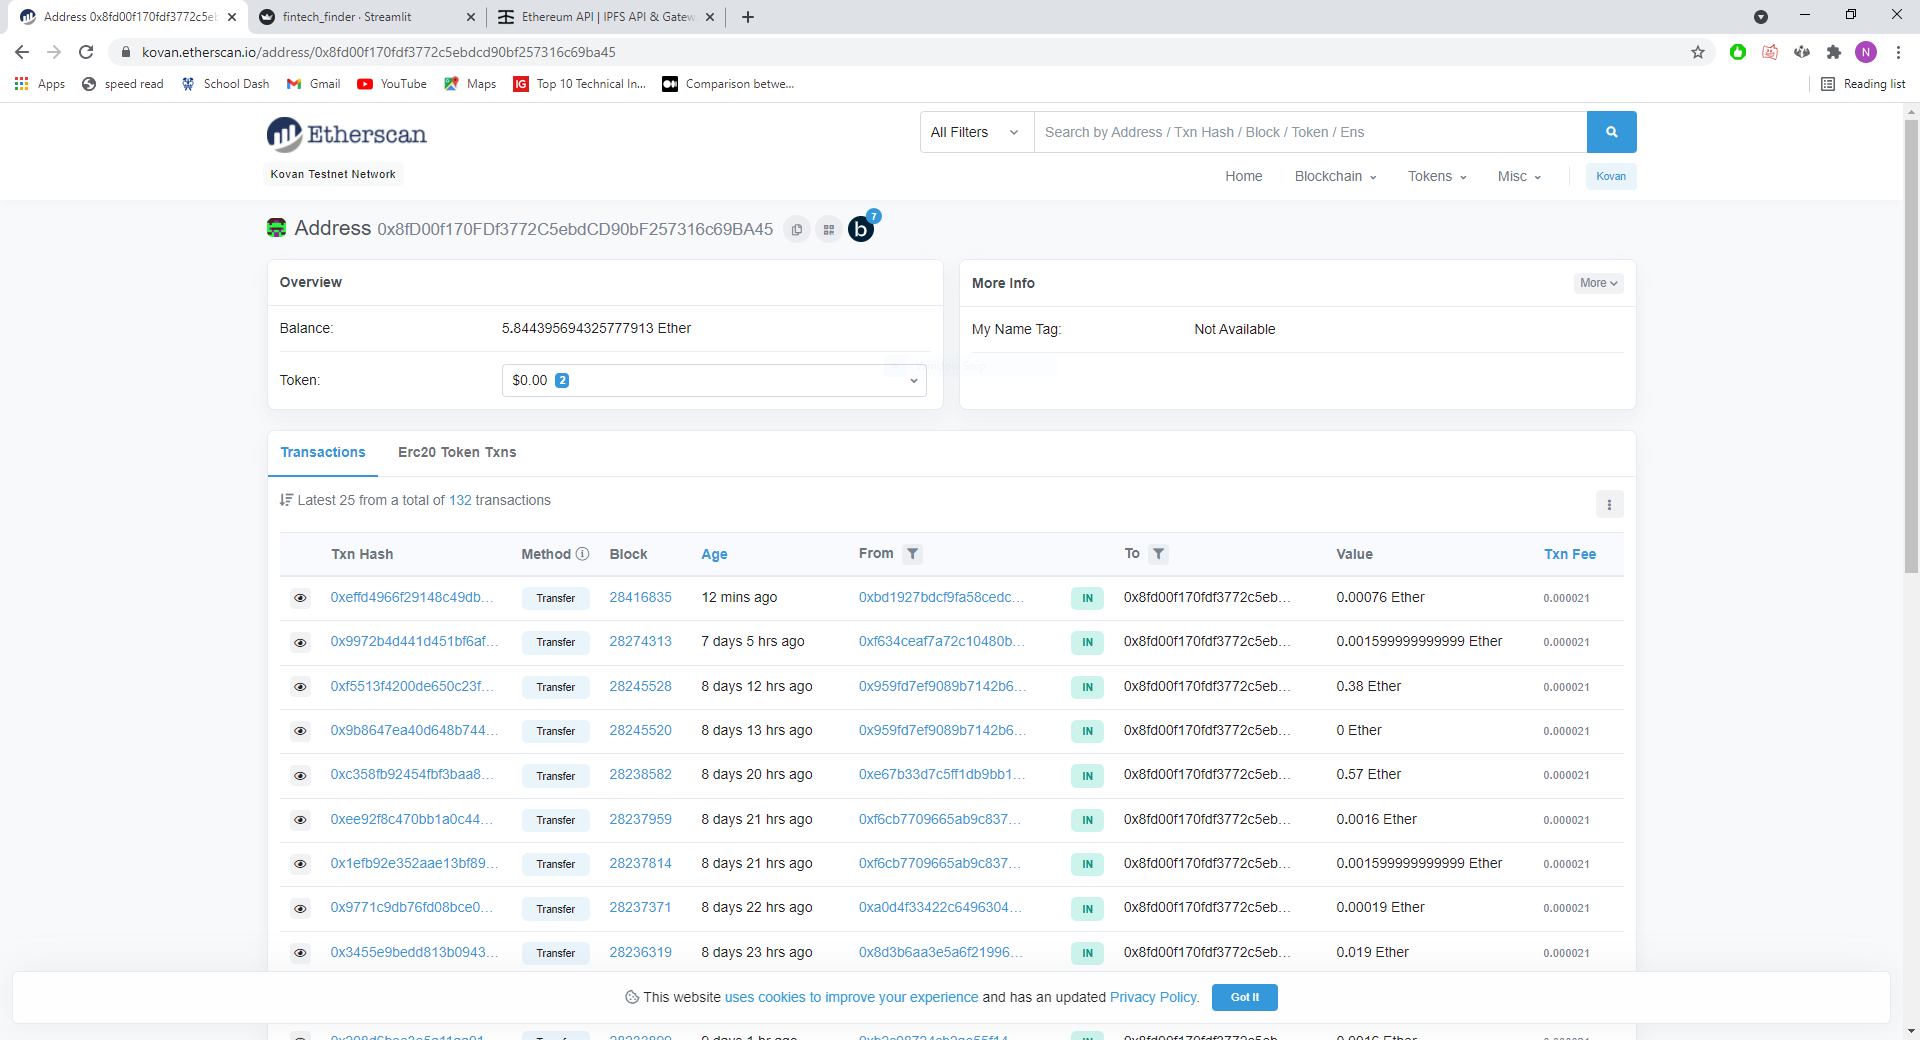 Address 0x8fd00f170fdf3772c5eb
fintech_finder · Streamlit
Ethereum API | IPFS API & Gatew
kovan.etherscan.io/address/0x8fd00f170fdf3772c5ebdcd90bf257316c69ba45
N
Apps
speed read
School Dash
Gmail
YouTube
Maps
IG Top 10 Technical In...
Comparison betwe...
Reading list
Etherscan
All Filters
Search by Address / Txn Hash / Block / Token / Ens
Kovan Testnet Network
Home Blockchain Tokens Misc Kovan
Address 0x8fD00f170FDf3772C5ebdCD90bF257316c69BA45 b 7
Overview
Balance: 5.844395694325777913 Ether
Token: $0.00 2
More Info More
My Name Tag: Not Available
Transactions Erc20 Token Txns
Latest 25 from a total of 132 transactions
Txn Hash Method Block Age From To Value Txn Fee
0xeffd4966f29148c49db... Transfer 28416835 12 mins ago 0xbd1927bdcf9fa58cedc... IN 0x8fd00f170fdf3772c5eb... 0.00076 Ether 0.000021
0x9972b4d441d451bf6af... Transfer 28274313 7 days 5 hrs ago 0xf634ceaf7a72c10480b... IN 0x8fd00f170fdf3772c5eb... 0.001599999999999 Ether 0.000021
0xf5513f4200de650c23f... Transfer 28245528 8 days 12 hrs ago 0x959fd7ef9089b7142b6... IN 0x8fd00f170fdf3772c5eb... 0.38 Ether 0.000021
0x9b8647ea40d648b744... Transfer 28245520 8 days 13 hrs ago 0x959fd7ef9089b7142b6... IN 0x8fd00f170fdf3772c5eb... 0 Ether 0.000021
0xc358fb92454fbf3baa8... Transfer 28238582 8 days 20 hrs ago 0xe67b33d7c5ff1db9bb1... IN 0x8fd00f170fdf3772c5eb... 0.57 Ether 0.000021
0xee92f8c470bb1a0c44... Transfer 28237959 8 days 21 hrs ago 0xf6cb7709665ab9c837... IN 0x8fd00f170fdf3772c5eb... 0.0016 Ether 0.000021
0x1efb92e352aae13bf89... Transfer 28237814 8 days 21 hrs ago 0xf6cb7709665ab9c837... IN 0x8fd00f170fdf3772c5eb... 0.001599999999999 Ether 0.000021
0x9771c9db76fd08bce0... Transfer 28237371 8 days 22 hrs ago 0xa0d4f33422c6496304... IN 0x8fd00f170fdf3772c5eb... 0.00019 Ether 0.000021
0x3455e9bedd813b0943... Transfer 28236319 8 days 23 hrs ago 0x8d3b6aa3e5a6f21996... IN 0x8fd00f170fdf3772c5eb... 0.019 Ether 0.000021
This website uses cookies to improve your experience and has an updated Privacy Policy. Got It